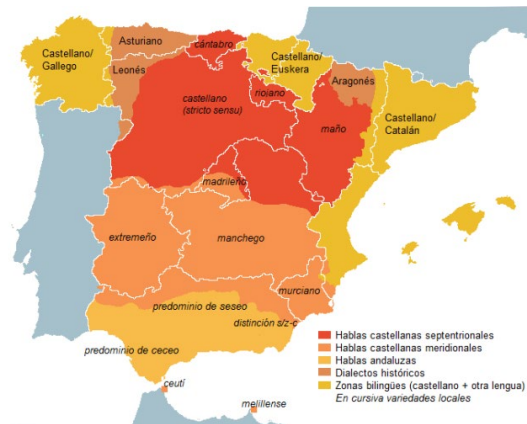 Castellano/
Gallego
Asturiano
cántabro
Castellano/
Euskera
Leonés
Aragonés
riojano
castellano
(stricto sensu)
maño
Castellano/
Catalán
madrileño
extremeño
manchego
murciano
predominio de seseo
distinción s/z-c
predominio de ceceo
ceutí
melillense
Hablas castellanas septentrionales
Hablas castellanas meridionales
Hablas andaluzas
Dialectos históricos
Zonas bilingües (castellano + otra lengua)
En cursiva variedades locales